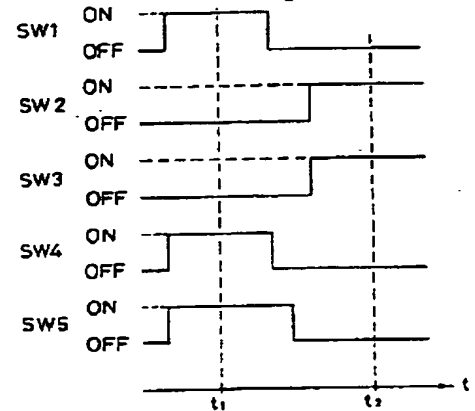 SW1 ON
OFF
SW2 ON
OFF
SW3 ON
OFF
SW4 ON
OFF
SW5 ON
OFF
t
t1 t2